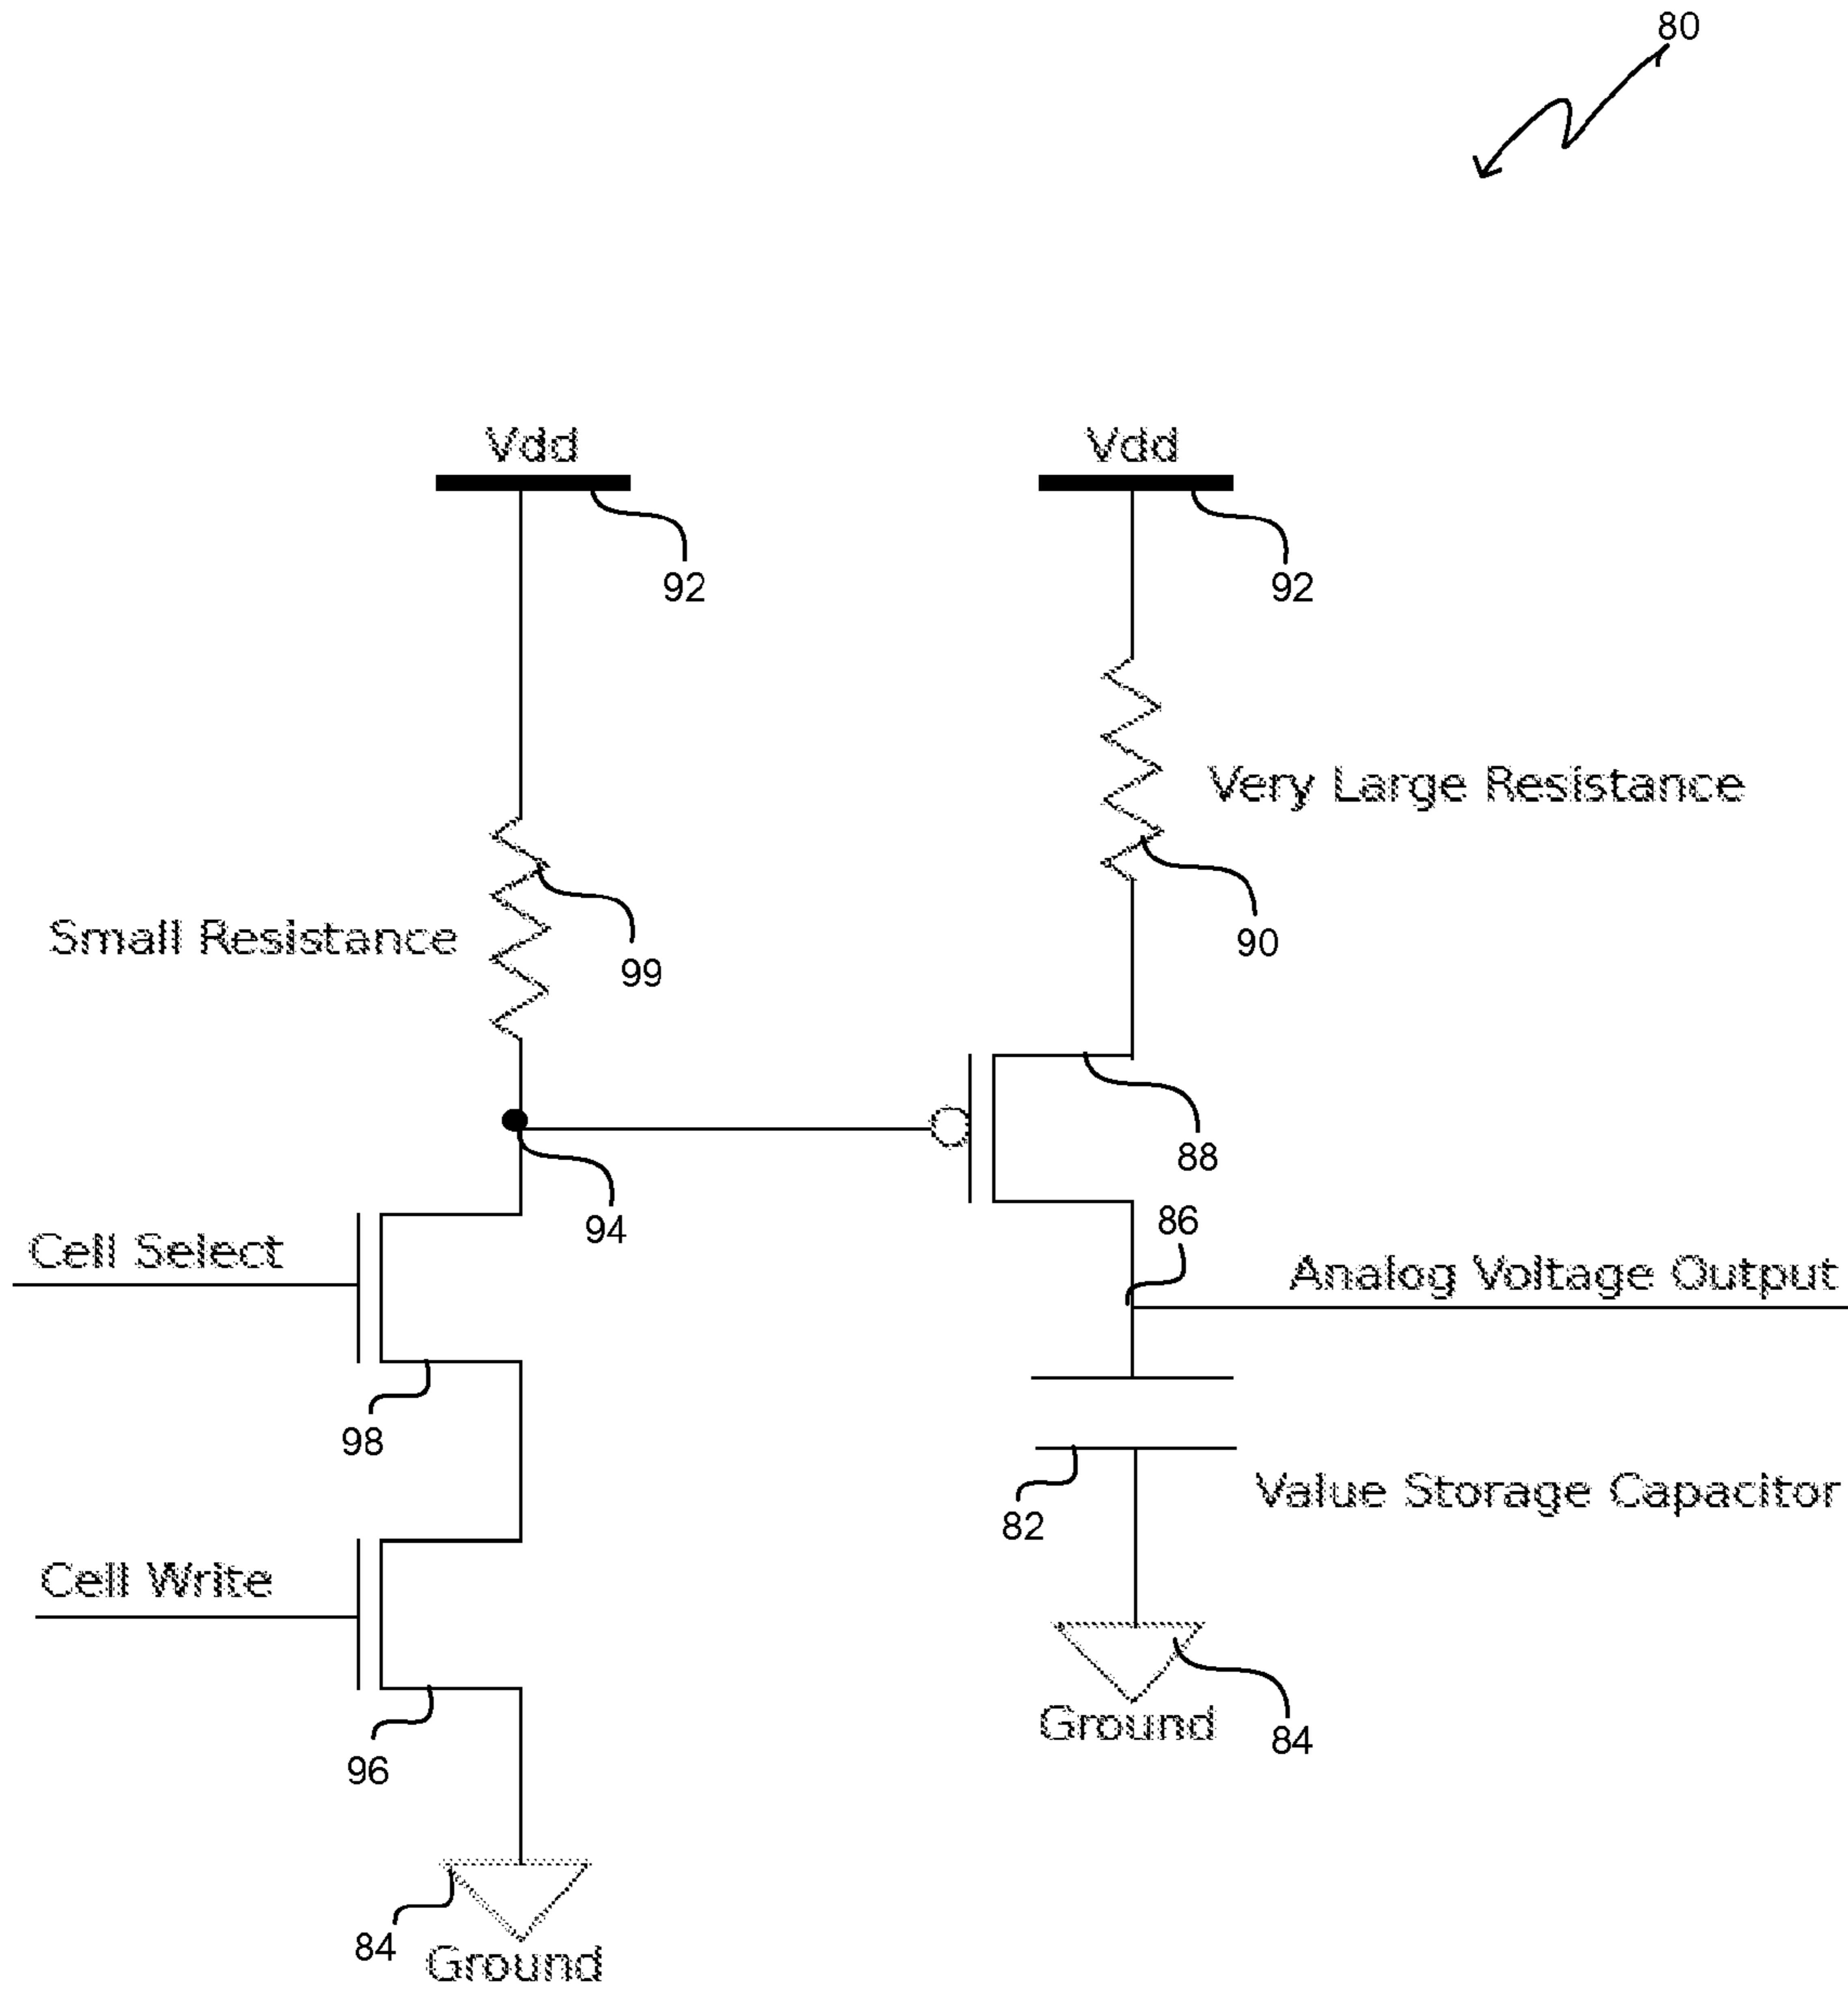 80
Vdd
Vdd
92
92
Very Large Resistance
Small Resistance
99
90
88
94
86
Cell Select
Analog Voltage Output
98
82
Value Storage Capacitor
Cell Write
Ground
84
96
84
Ground